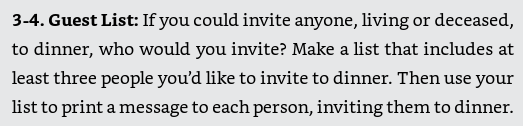 3-4. Guest List: If you could invite anyone, living or deceased,
to dinner, who would you invite? Make a list that includes at
least three people you’d like to invite to dinner. Then use your
list to print a message to each person, inviting them to dinner.